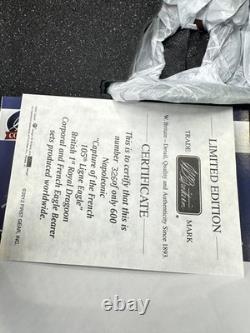 LIMITED EDITION
TRADE MARK
W. Britain - Detail, Quality and Authenticity Since 1893.
CERTIFICATE
This is to certify that this is
number 326 of only 600
Napoleonic
"Capture of the French
105th Ligne Eagle"
British 1st Royal Dragoon
Corporal and French Eagle Bearer
sets produced worldwide.
©2012 FIRST GEAR, INC.